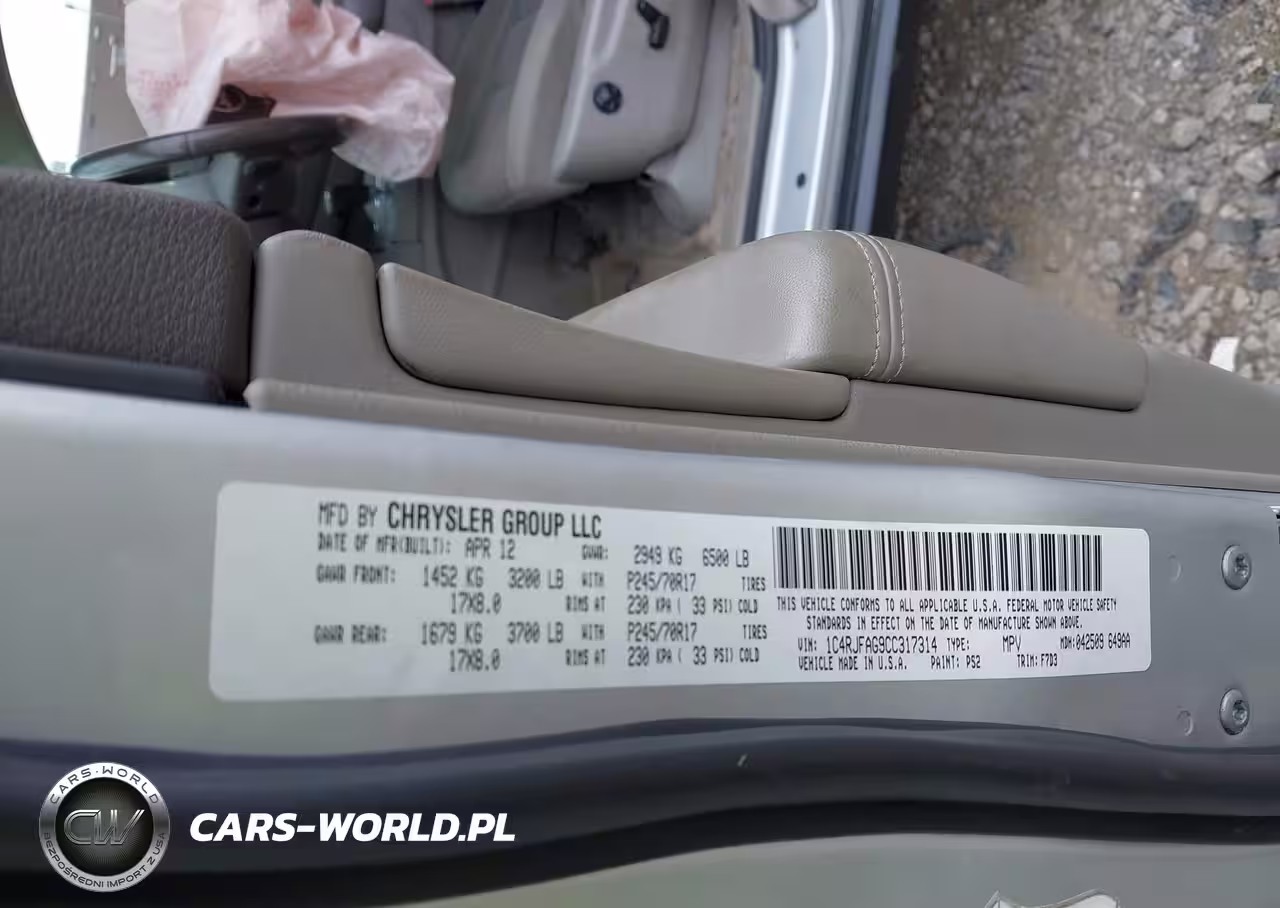 MFD BY CHRYSLER GROUP LLC
DATE OF MFR(BUILT): APR 12 GVWR: 2949 KG 6500 LB
GAWR FRONT: 1452 KG 3200 LB WITH P245/70R17 TIRES
17X8.0 RIMS AT 230 KPA ( 33 PSI) COLD
GAWR REAR: 1679 KG 3700 LB WITH P245/70R17 TIRES
17X8.0 RIMS AT 230 KPA ( 33 PSI) COLD
THIS VEHICLE CONFORMS TO ALL APPLICABLE U.S.A. FEDERAL MOTOR VEHICLE SAFETY
STANDARDS IN EFFECT ON THE DATE OF MANUFACTURE SHOWN ABOVE.
VIN: 1C4RJFAG9CC317314 TYPE: MPV MDH:042509 649AA
VEHICLE MADE IN U.S.A. PAINT: PS2 TRIM: F7D3
CARS-WORLD
CW
BEZPOŚREDNI IMPORT Z USA
CARS-WORLD.PL